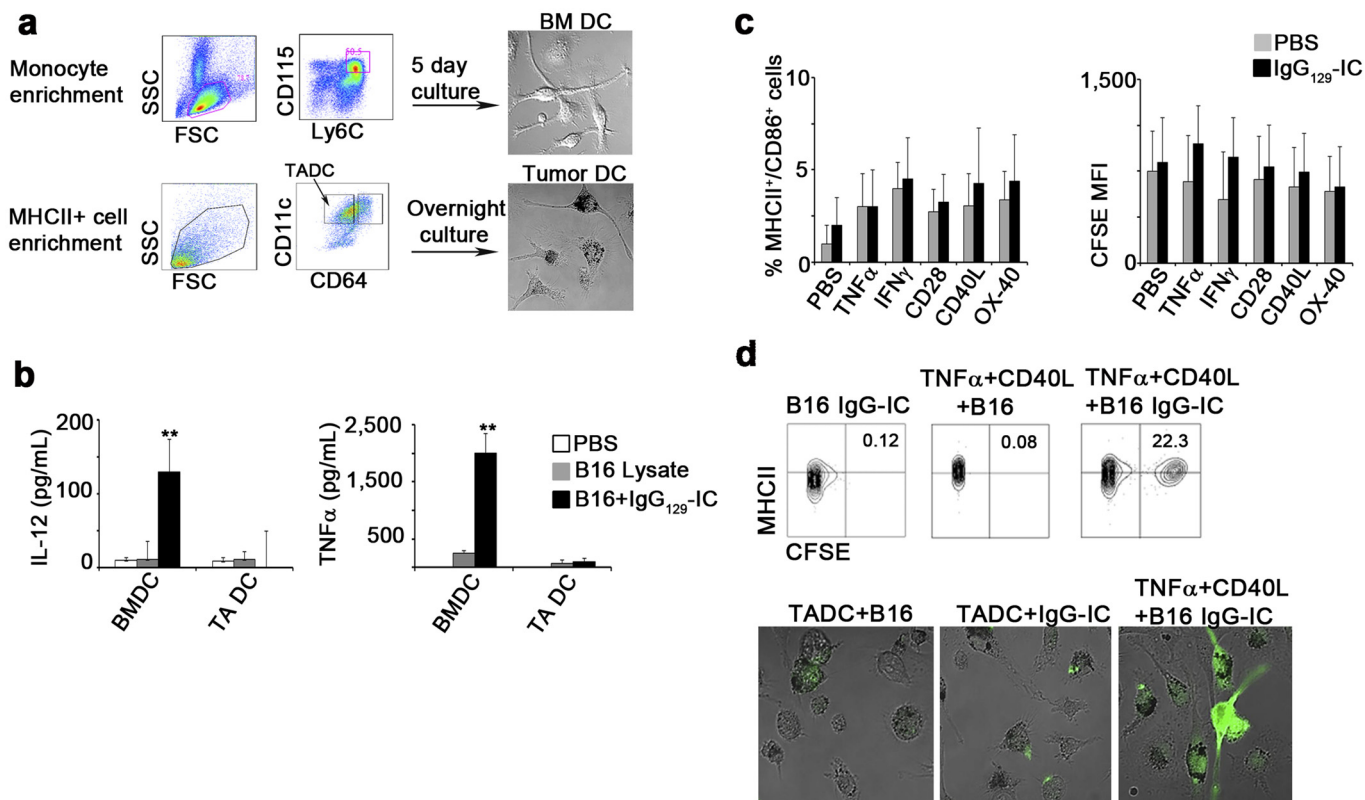 a
Monocyte
enrichment
SSC
FSC
CD115
50.5
Ly6C
5 day
culture
BM DC
MHCII+ cell
enrichment
SSC
FSC
TADC
CD11c
CD64
Overnight
culture
Tumor DC
b
IL-12 (pg/mL)
200
100
0
BMDC
TA DC
TNFα (pg/mL)
2,500
1,500
500
BMDC
TA DC
**
**
PBS
B16 Lysate
B16+IgG129-IC
c
PBS
IgG129-IC
% MHCII+/CD86+ cells
10
5
0
PBS
TNFα
IFNγ
CD28
CD40L
OX-40
CFSE MFI
1,500
0
PBS
TNFα
IFNγ
CD28
CD40L
OX-40
d
B16 IgG-IC
TNFα+CD40L
+B16
TNFα+CD40L
+B16 IgG-IC
0.12
0.08
22.3
MHCII
CFSE
TADC+B16
TADC+IgG-IC
TNFα+CD40L
+B16 IgG-IC